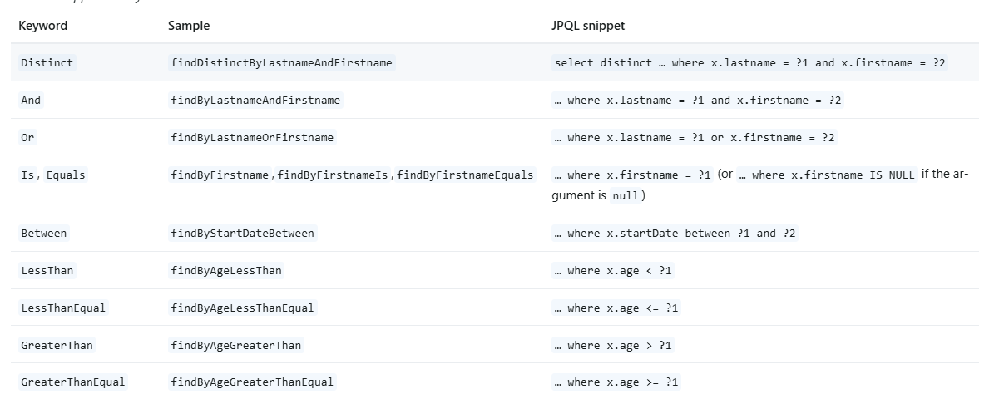 Keyword Sample JPQL snippet
Distinct findDistinctByLastnameAndFirstname select distinct … where x.lastname = ?1 and x.firstname = ?2
And findByLastnameAndFirstname … where x.lastname = ?1 and x.firstname = ?2
Or findByLastnameOrFirstname … where x.lastname = ?1 or x.firstname = ?2
Is, Equals findByFirstname,findByFirstnameIs,findByFirstnameEquals … where x.firstname = ?1 (or … where x.firstname IS NULL if the ar-
gument is null)
Between findByStartDateBetween … where x.startDate between ?1 and ?2
LessThan findByAgeLessThan … where x.age < ?1
LessThanEqual findByAgeLessThanEqual … where x.age <= ?1
GreaterThan findByAgeGreaterThan … where x.age > ?1
GreaterThanEqual findByAgeGreaterThanEqual … where x.age >= ?1